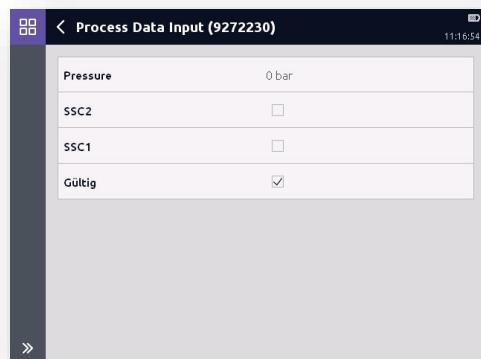 Process Data Input (9272230)
11:16:54
Pressure 0 bar
SSC2
SSC1
Gültig